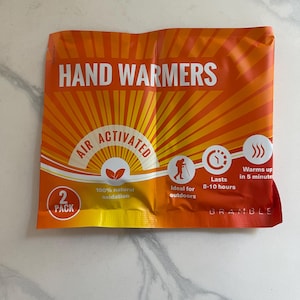 HAND WARMERS
AIR ACTIVATED
100% natural
oxidation
2
PACK
Ideal for
outdoors
Lasts
8-10 hours
Warms up
in 5 minutes
BRAMBLE